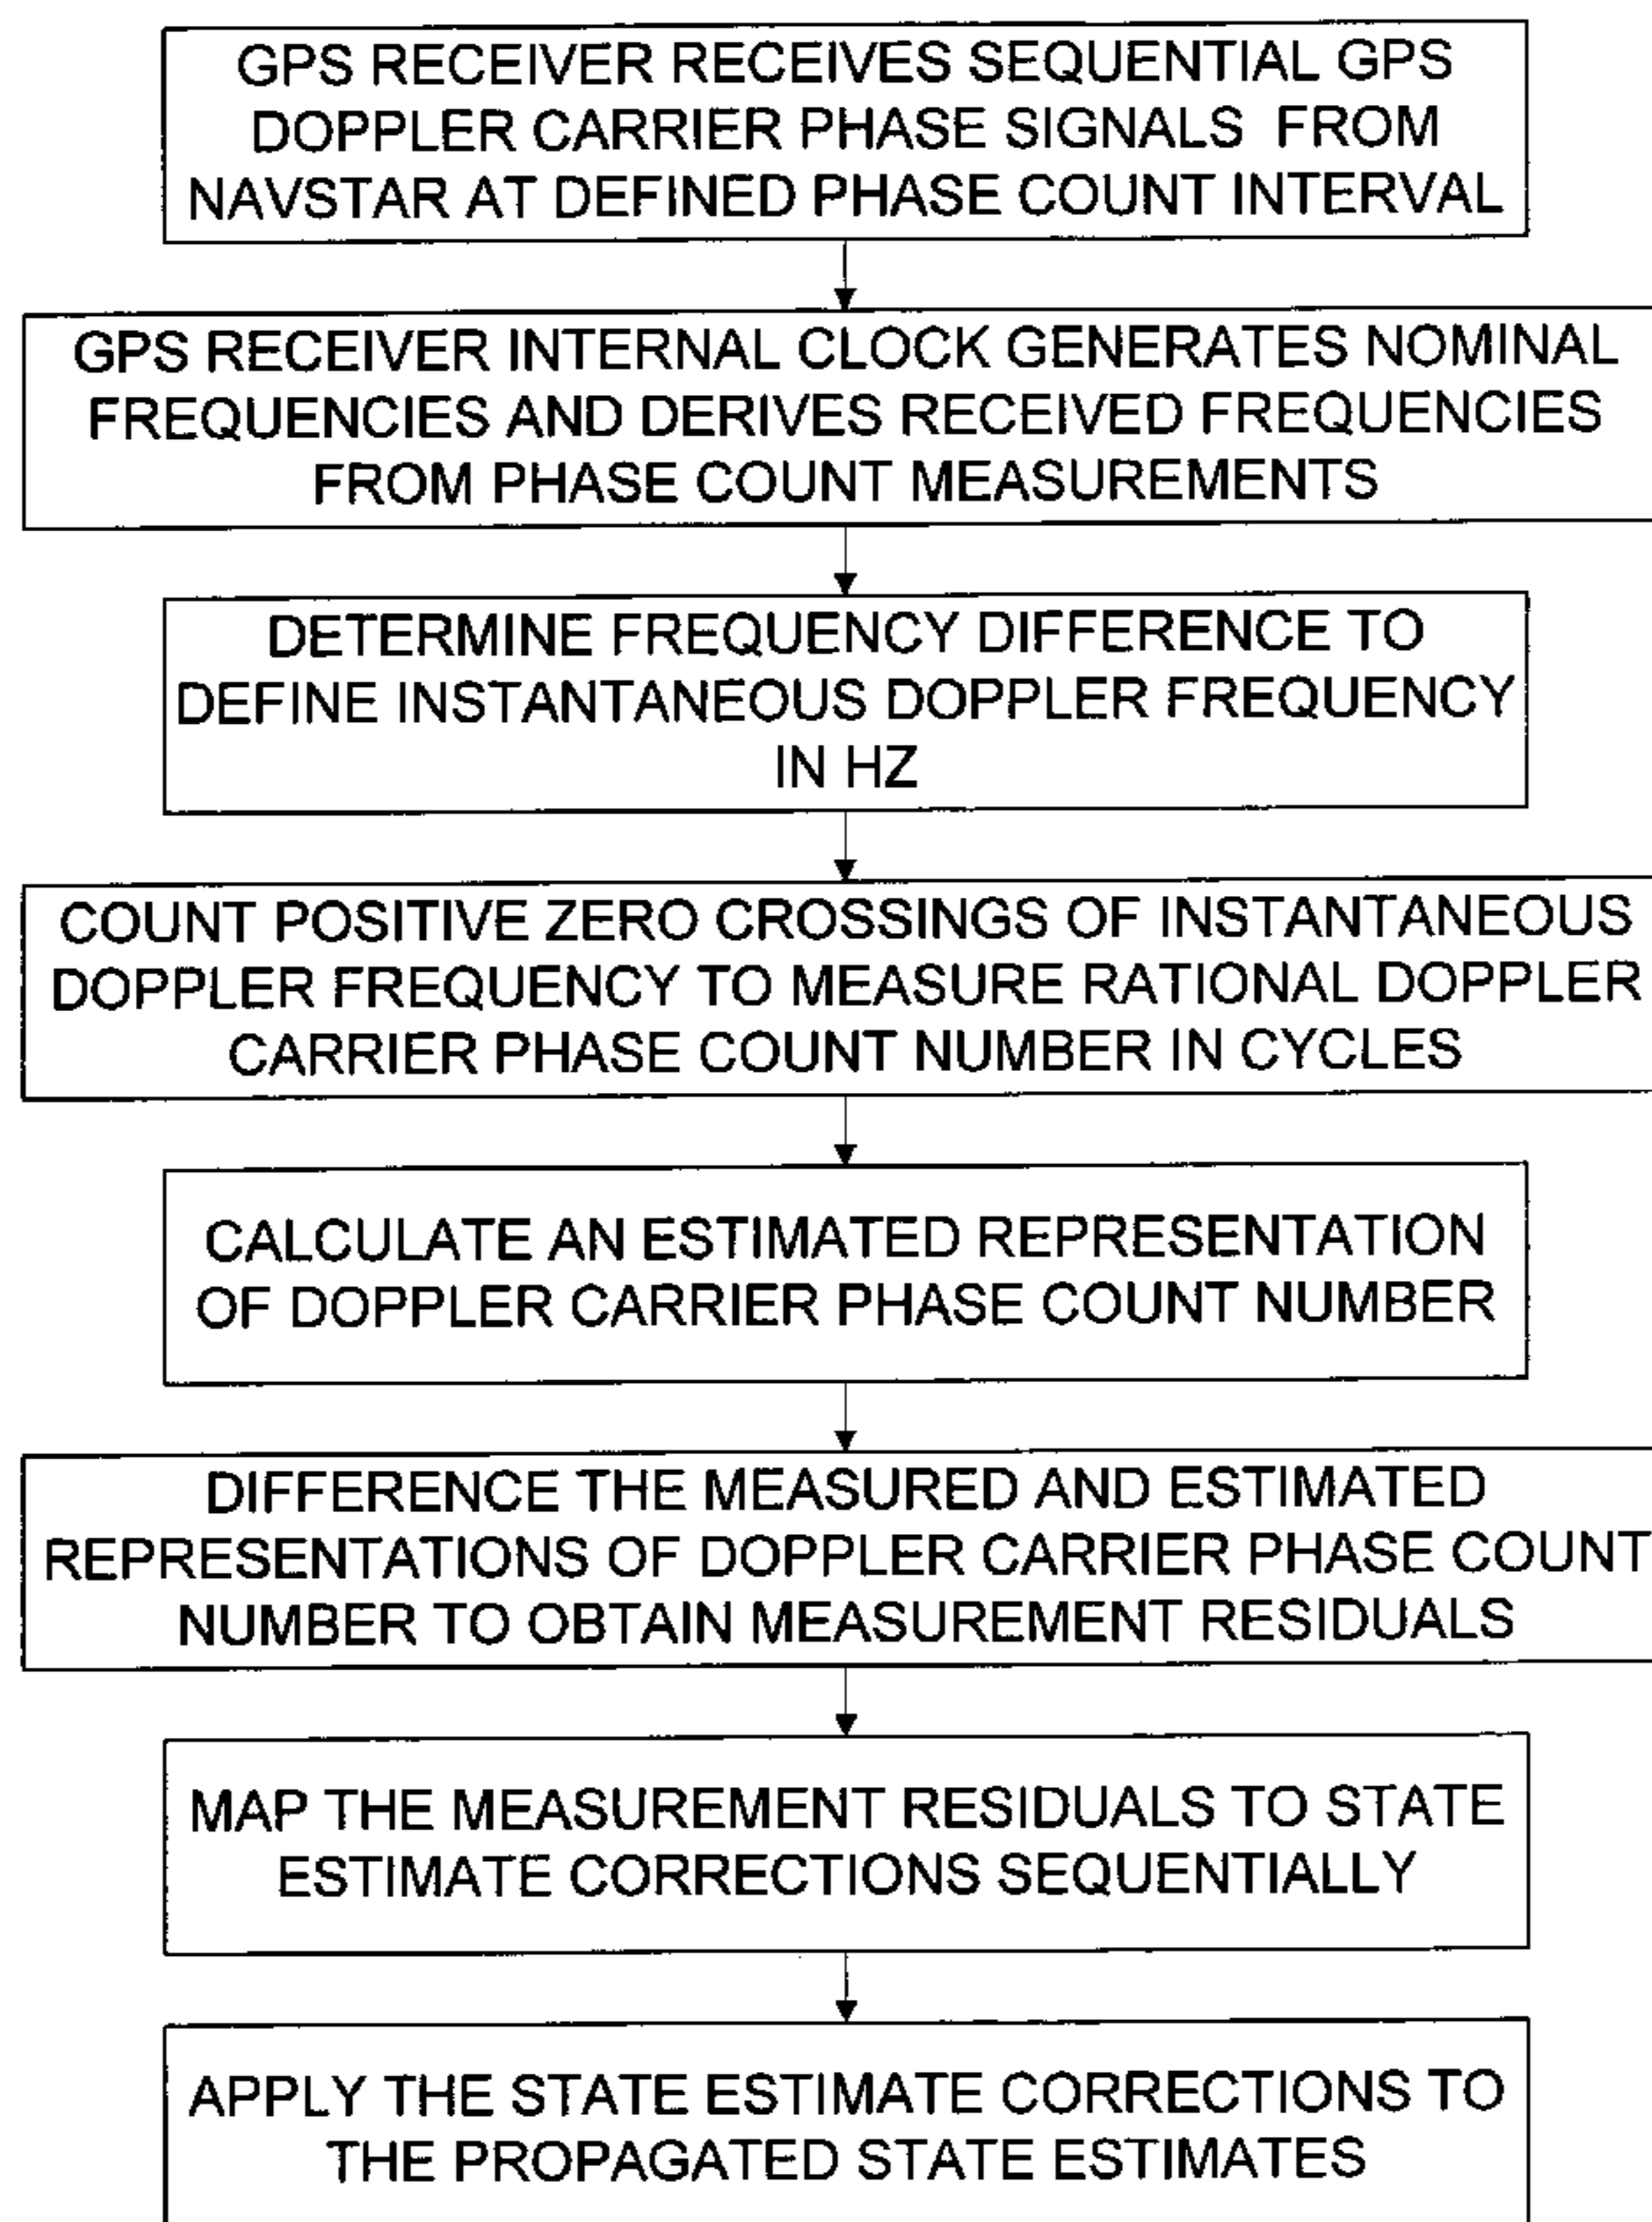 GPS RECEIVER RECEIVES SEQUENTIAL GPS
DOPPLER CARRIER PHASE SIGNALS FROM
NAVSTAR AT DEFINED PHASE COUNT INTERVAL
GPS RECEIVER INTERNAL CLOCK GENERATES NOMINAL
FREQUENCIES AND DERIVES RECEIVED FREQUENCIES
FROM PHASE COUNT MEASUREMENTS
DETERMINE FREQUENCY DIFFERENCE TO
DEFINE INSTANTANEOUS DOPPLER FREQUENCY
IN HZ
COUNT POSITIVE ZERO CROSSINGS OF INSTANTANEOUS
DOPPLER FREQUENCY TO MEASURE RATIONAL DOPPLER
CARRIER PHASE COUNT NUMBER IN CYCLES
CALCULATE AN ESTIMATED REPRESENTATION
OF DOPPLER CARRIER PHASE COUNT NUMBER
DIFFERENCE THE MEASURED AND ESTIMATED
REPRESENTATIONS OF DOPPLER CARRIER PHASE COUNT
NUMBER TO OBTAIN MEASUREMENT RESIDUALS
MAP THE MEASUREMENT RESIDUALS TO STATE
ESTIMATE CORRECTIONS SEQUENTIALLY
APPLY THE STATE ESTIMATE CORRECTIONS TO
THE PROPAGATED STATE ESTIMATES